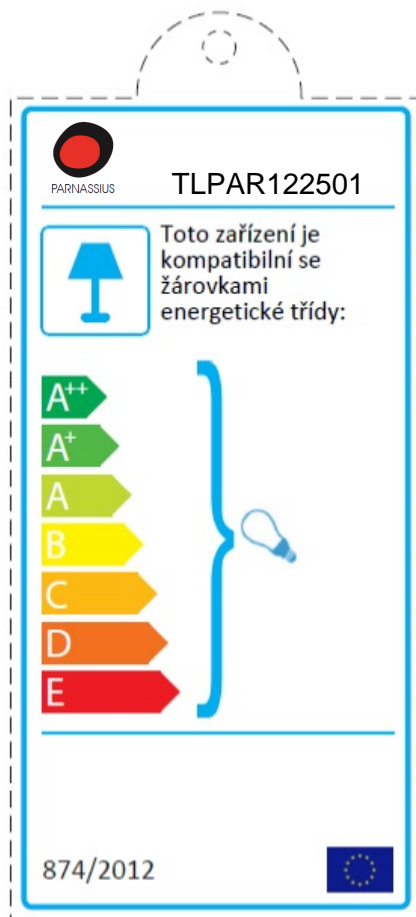 PARNASSIUS
TLPAR122501
Toto zařízení je
kompatibilní se
žárovkami
energetické třídy:
A++
A+
A
B
C
D
E
874/2012